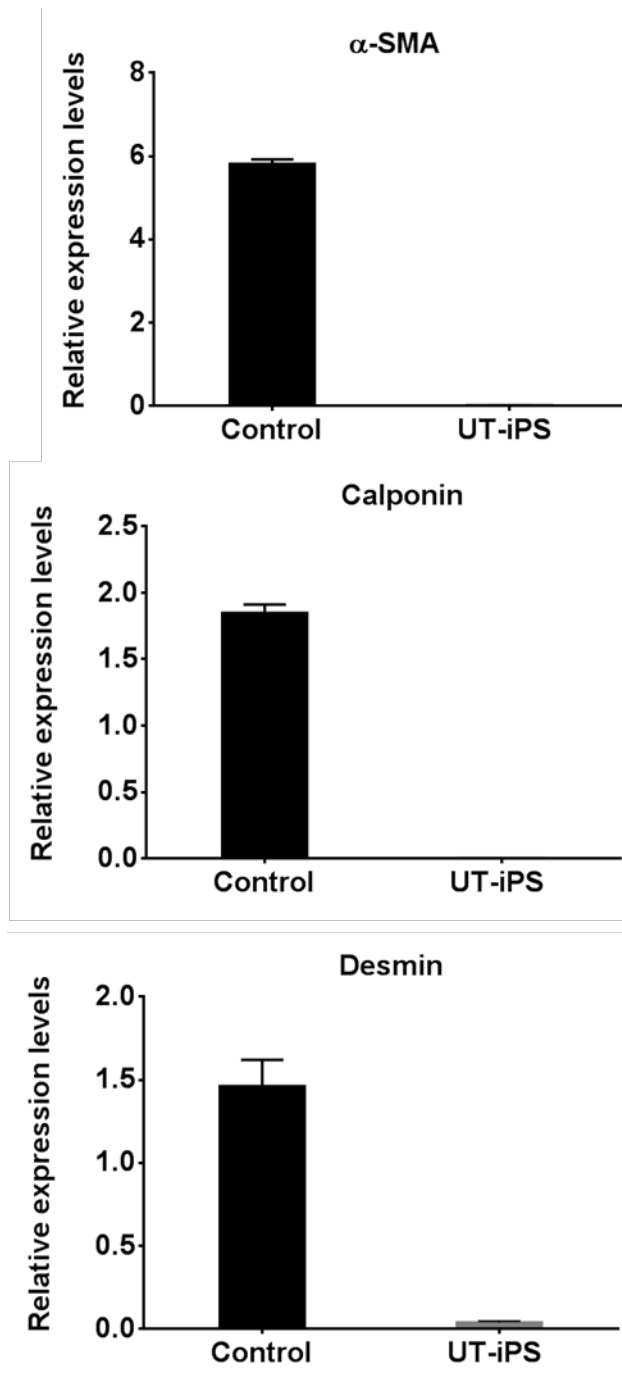 α-SMA
Relative expression levels
8
6
4
2
0
Control UT-iPS
Calponin
Relative expression levels
2.5
2.0
1.5
1.0
0.5
0.0
Control UT-iPS
Desmin
Relative expression levels
2.0
1.5
1.0
0.5
0.0
Control UT-iPS